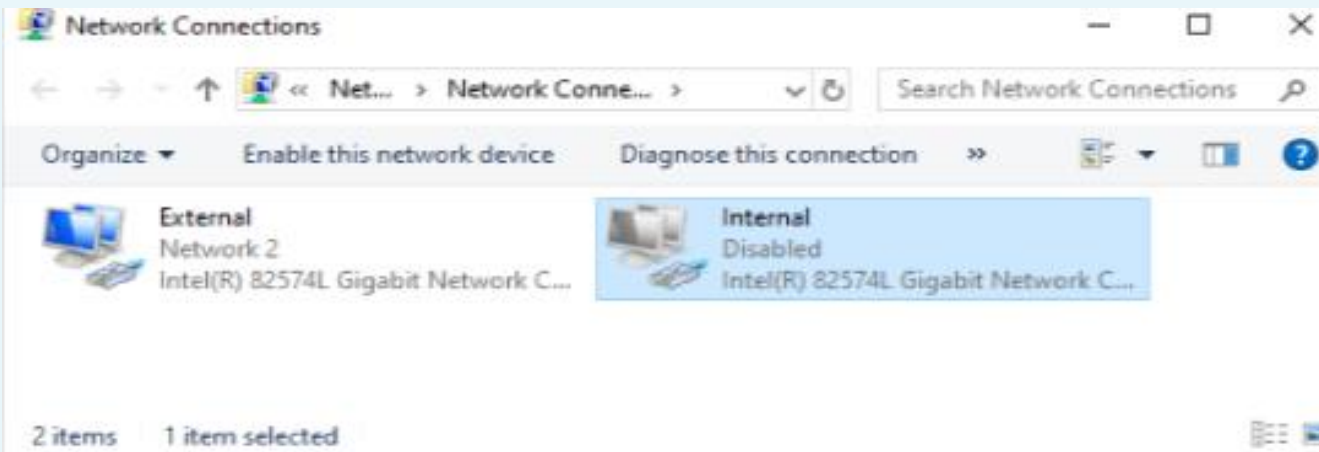 Network Connections
« Net... > Network Conne... >
Search Network Connections
Organize
Enable this network device
Diagnose this connection
»
?
External
Network 2
Intel(R) 82574L Gigabit Network C...
Internal
Disabled
Intel(R) 82574L Gigabit Network C...
2 items
1 item selected